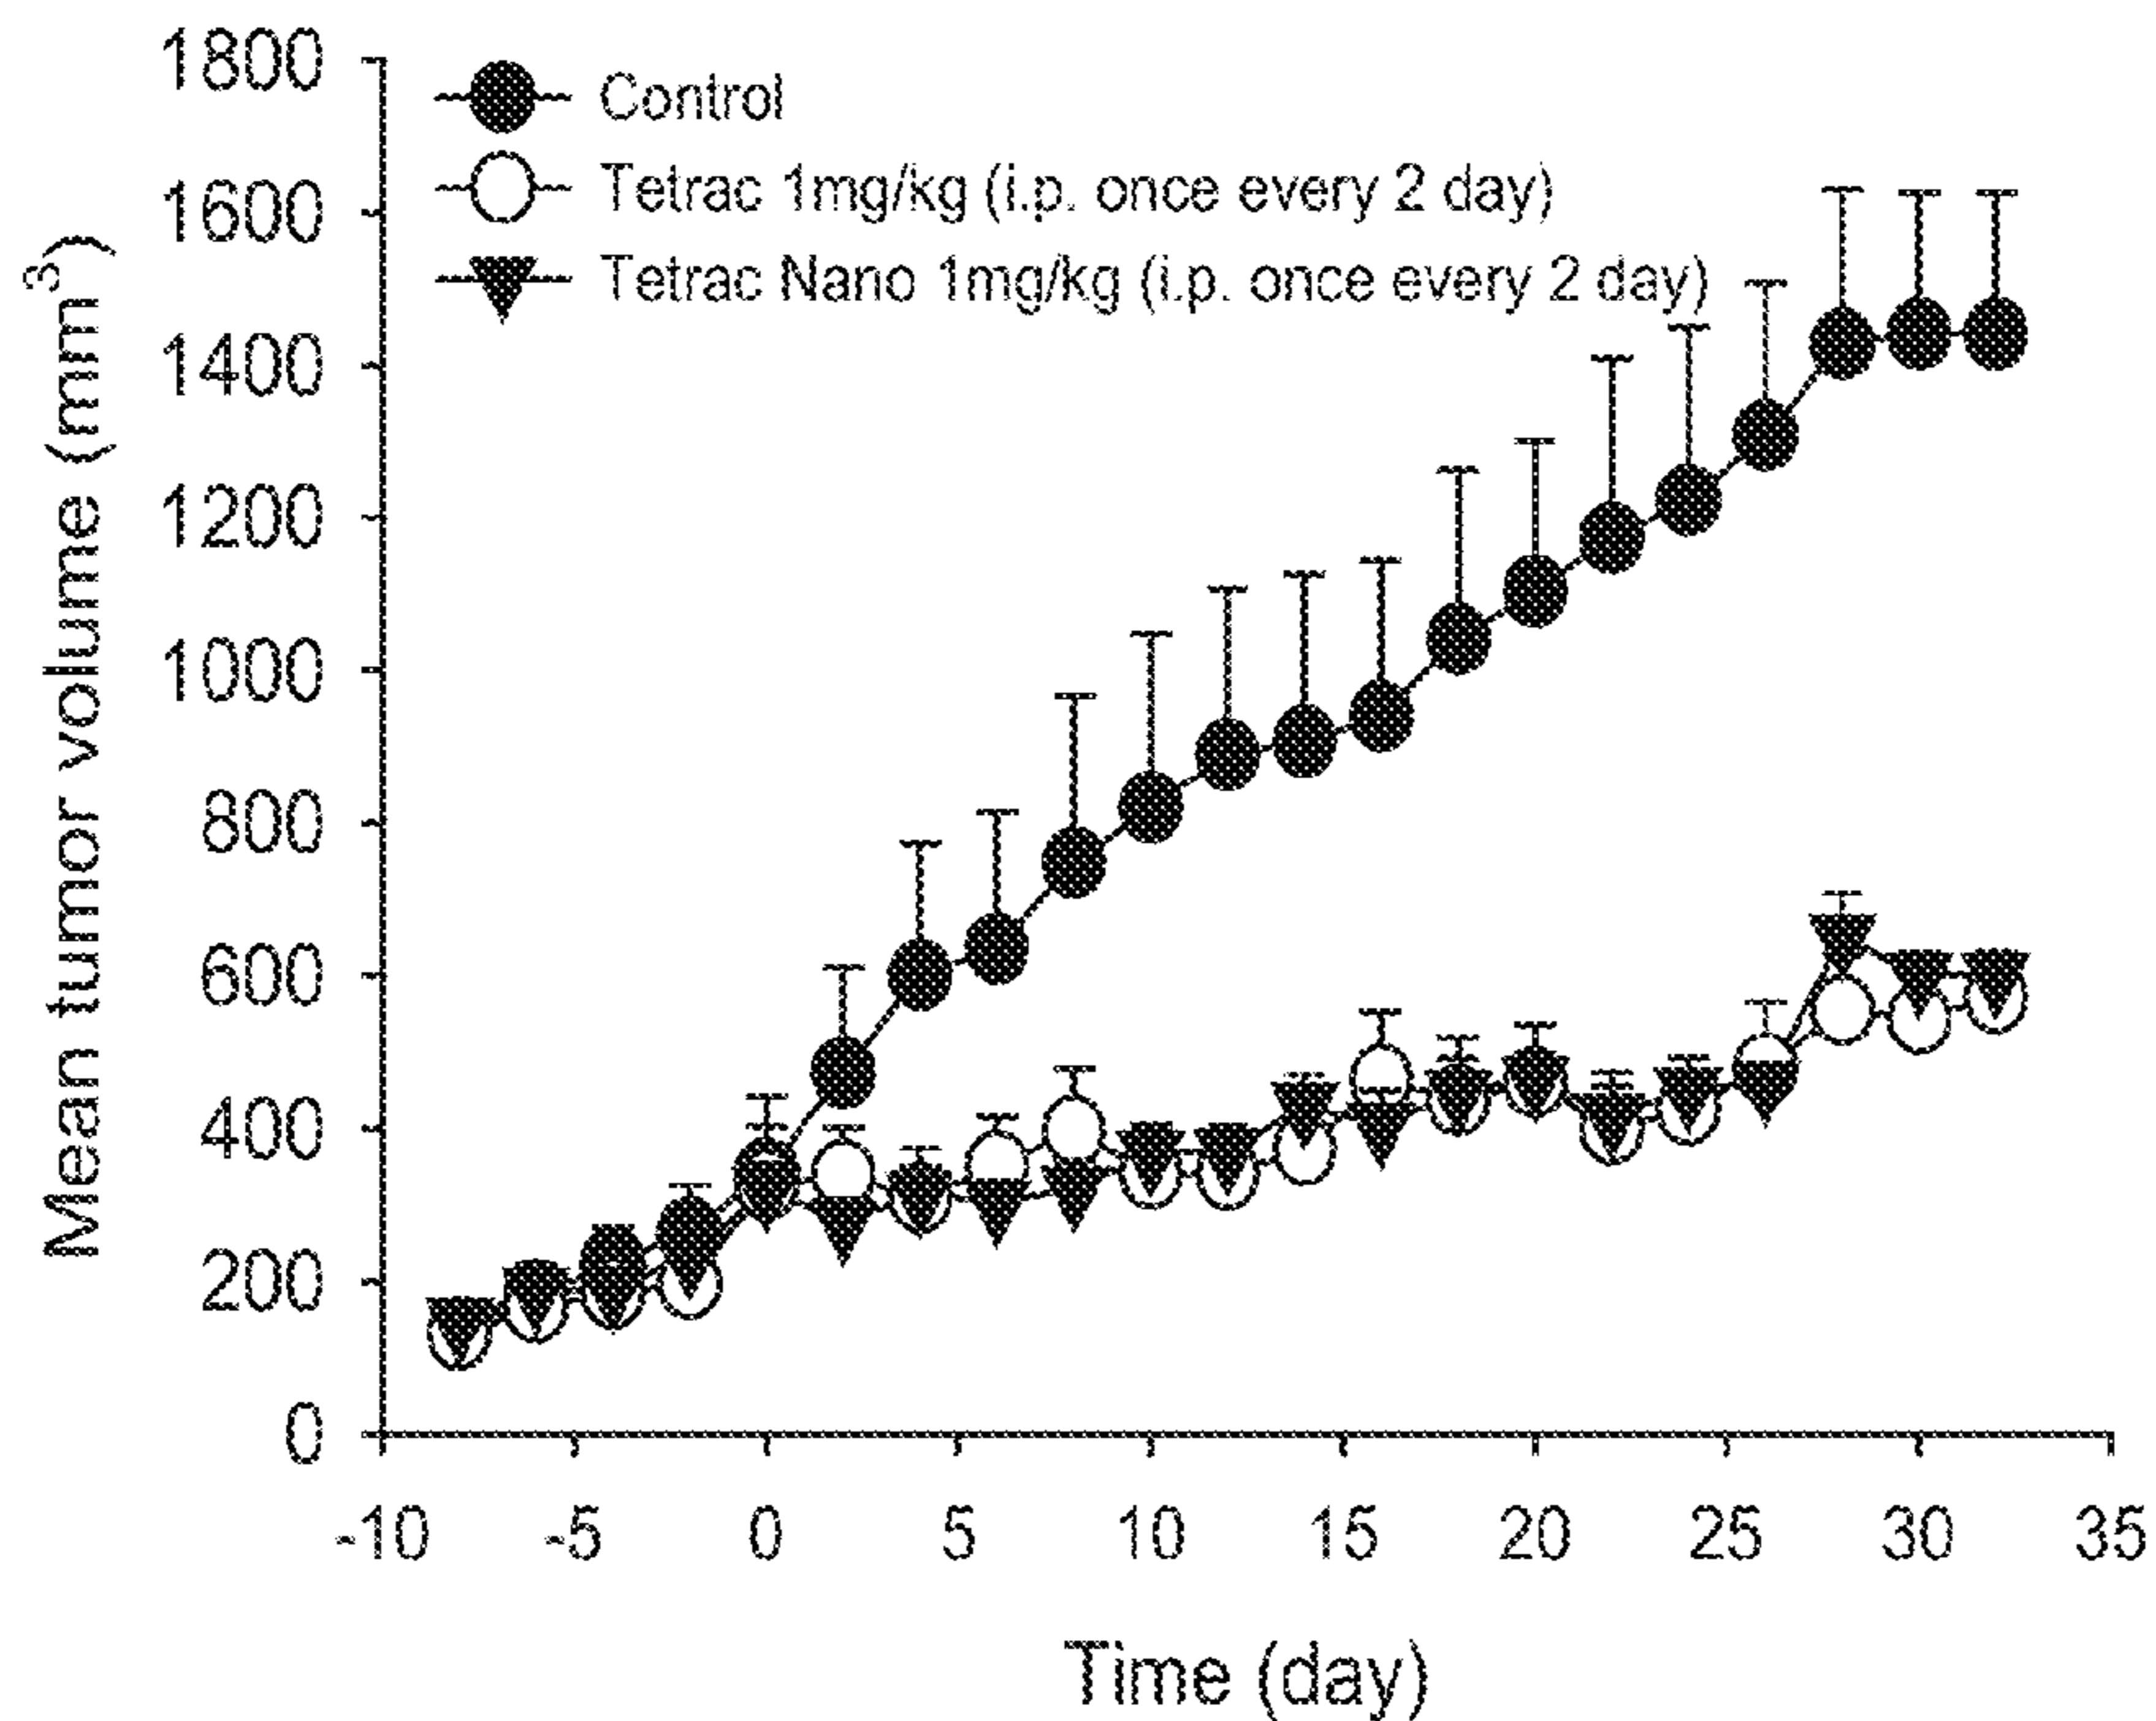 Mean tumor volume (mm³)
1800
1600
1400
1200
1000
800
600
400
200
0
Control
Tetrac 1mg/kg (i.p. once every 2 day)
Tetrac Nano 1mg/kg (i.p. once every 2 day)
-10 -5 0 5 10 15 20 25 30 35
Time (day)